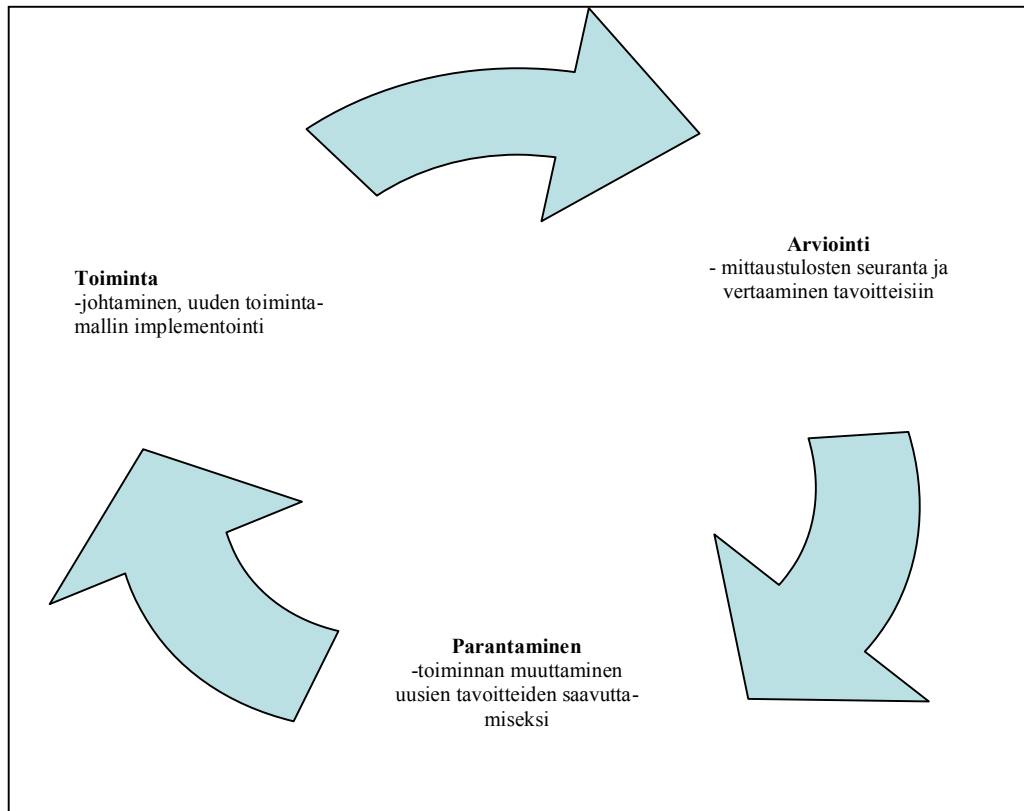 Arviointi
- mittaustulosten seuranta ja
vertaaminen tavoitteisiin
Toiminta
-johtaminen, uuden toiminta-
mallin implementointi
Parantaminen
-toiminnan muuttaminen
uusien tavoitteiden saavutta-
miseksi